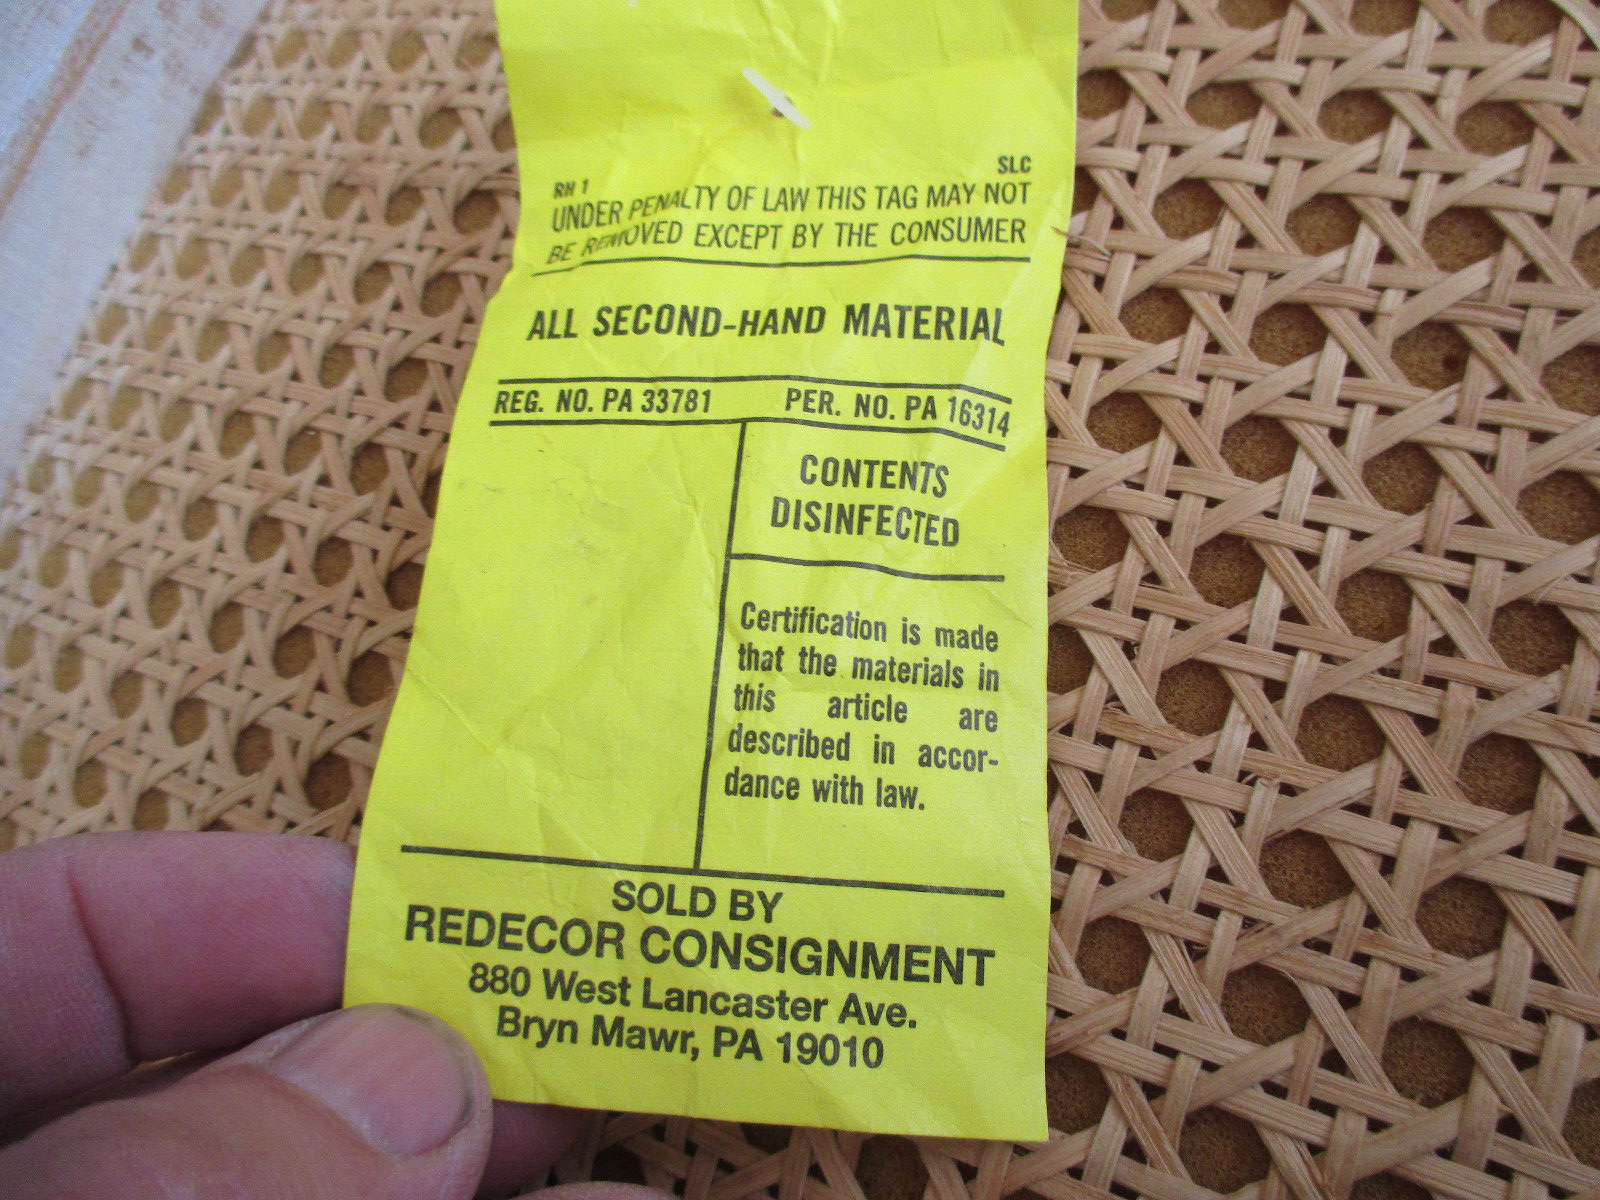 SLC
RH 1
UNDER PENALTY OF LAW THIS TAG MAY NOT
BE REMOVED EXCEPT BY THE CONSUMER
ALL SECOND-HAND MATERIAL
REG. NO. PA 33781 PER. NO. PA 16314
CONTENTS
DISINFECTED
Certification is made
that the materials in
this article are
described in accor-
dance with law.
SOLD BY
REDECOR CONSIGNMENT
880 West Lancaster Ave.
Bryn Mawr, PA 19010